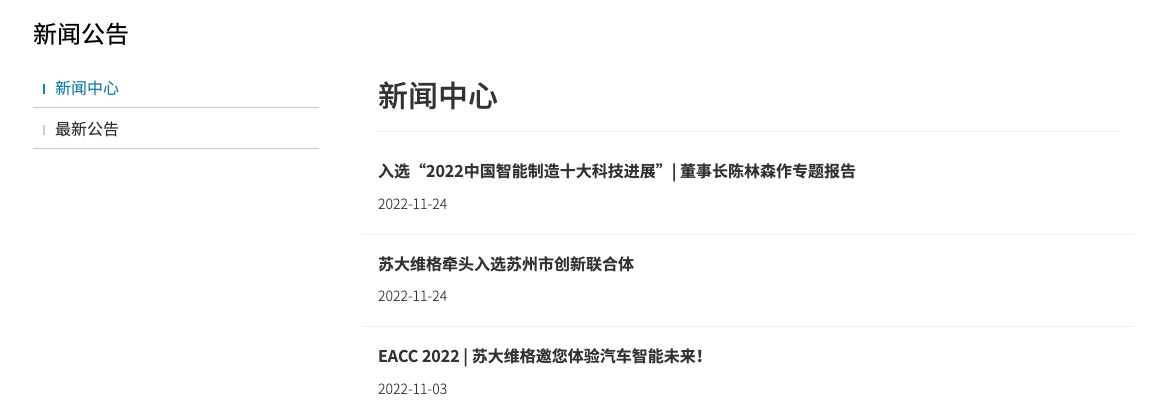 新闻公告
新闻中心
最新公告
新闻中心
入选“2022中国智能制造十大科技进展” | 董事长陈林森作专题报告
2022-11-24
苏大维格牵头入选苏州市创新联合体
2022-11-24
EACC 2022 | 苏大维格邀您体验汽车智能未来！
2022-11-03